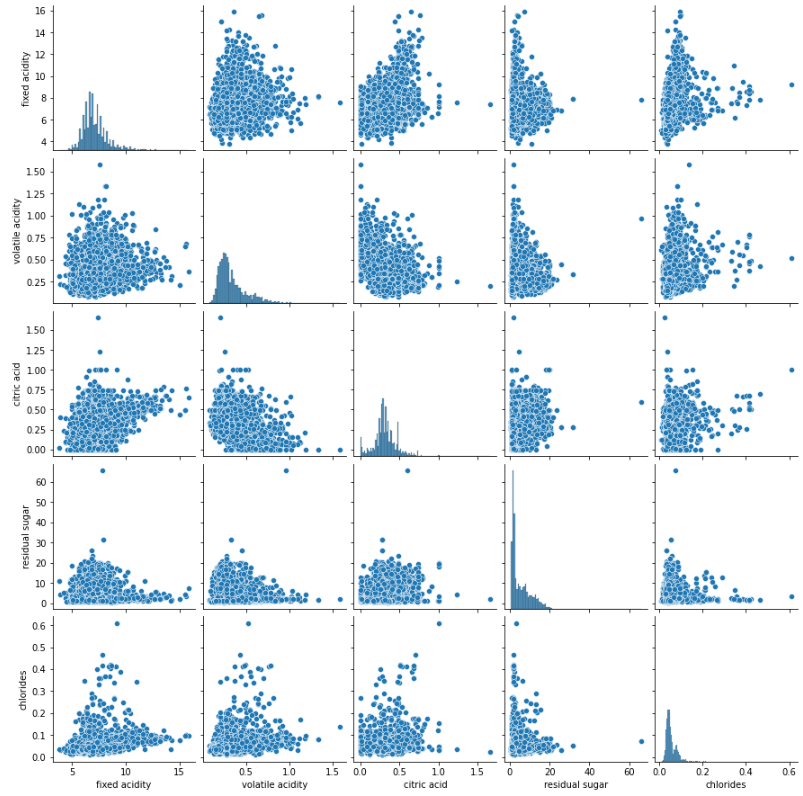 16
14
12
10
8
6
4
fixed acidity
1.50
1.25
1.00
0.75
0.50
0.25
volatile acidity
1.50
1.25
1.00
0.75
0.50
0.25
0.00
citric acid
60
50
40
30
20
10
0
residual sugar
0.6
0.5
0.4
0.3
0.2
0.1
0.0
chlorides
5 10 15
0.5 1.0 1.5
0.0 0.5 1.0 1.5
0 20 40 60
0.0 0.2 0.4 0.6
fixed acidity
volatile acidity
citric acid
residual sugar
chlorides